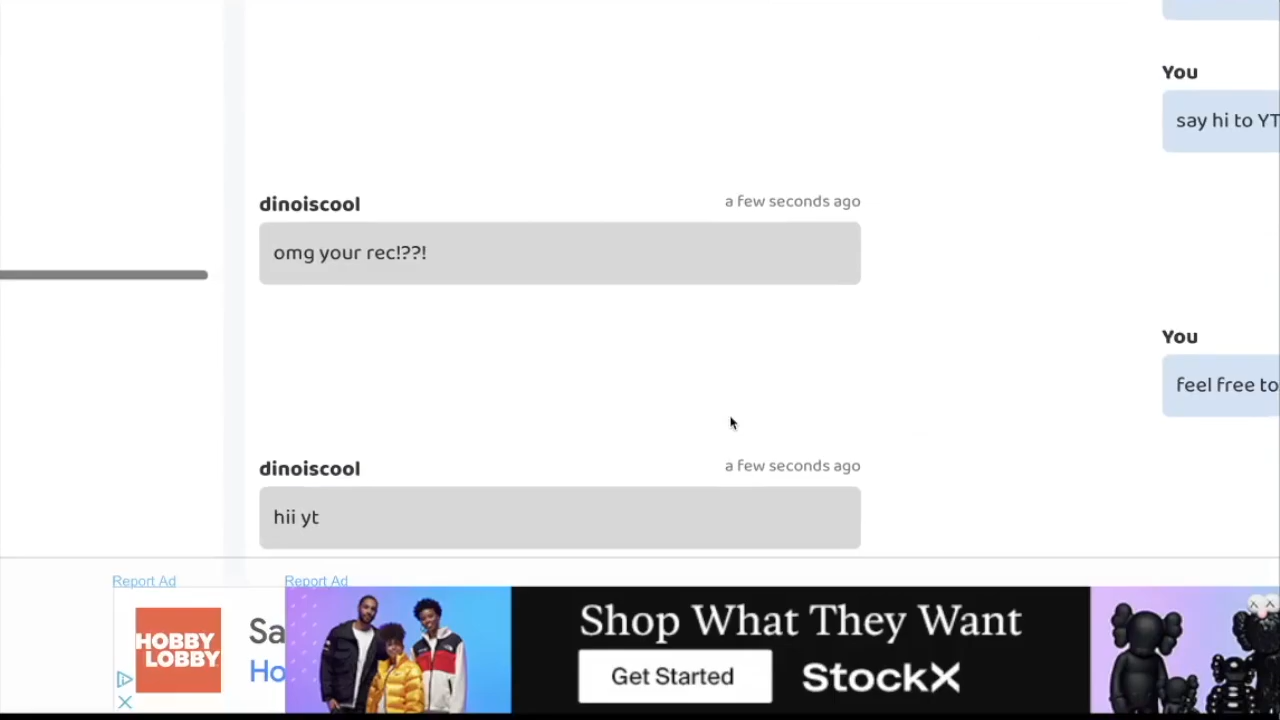 You
say hi to YT
dinoiscool
a few seconds ago
omg your rec!??!
You
feel free to
dinoiscool
a few seconds ago
hii yt
Report Ad
Report Ad
HOBBY
LOBBY
Sa
Ho
Shop What They Want
Get Started
StockX